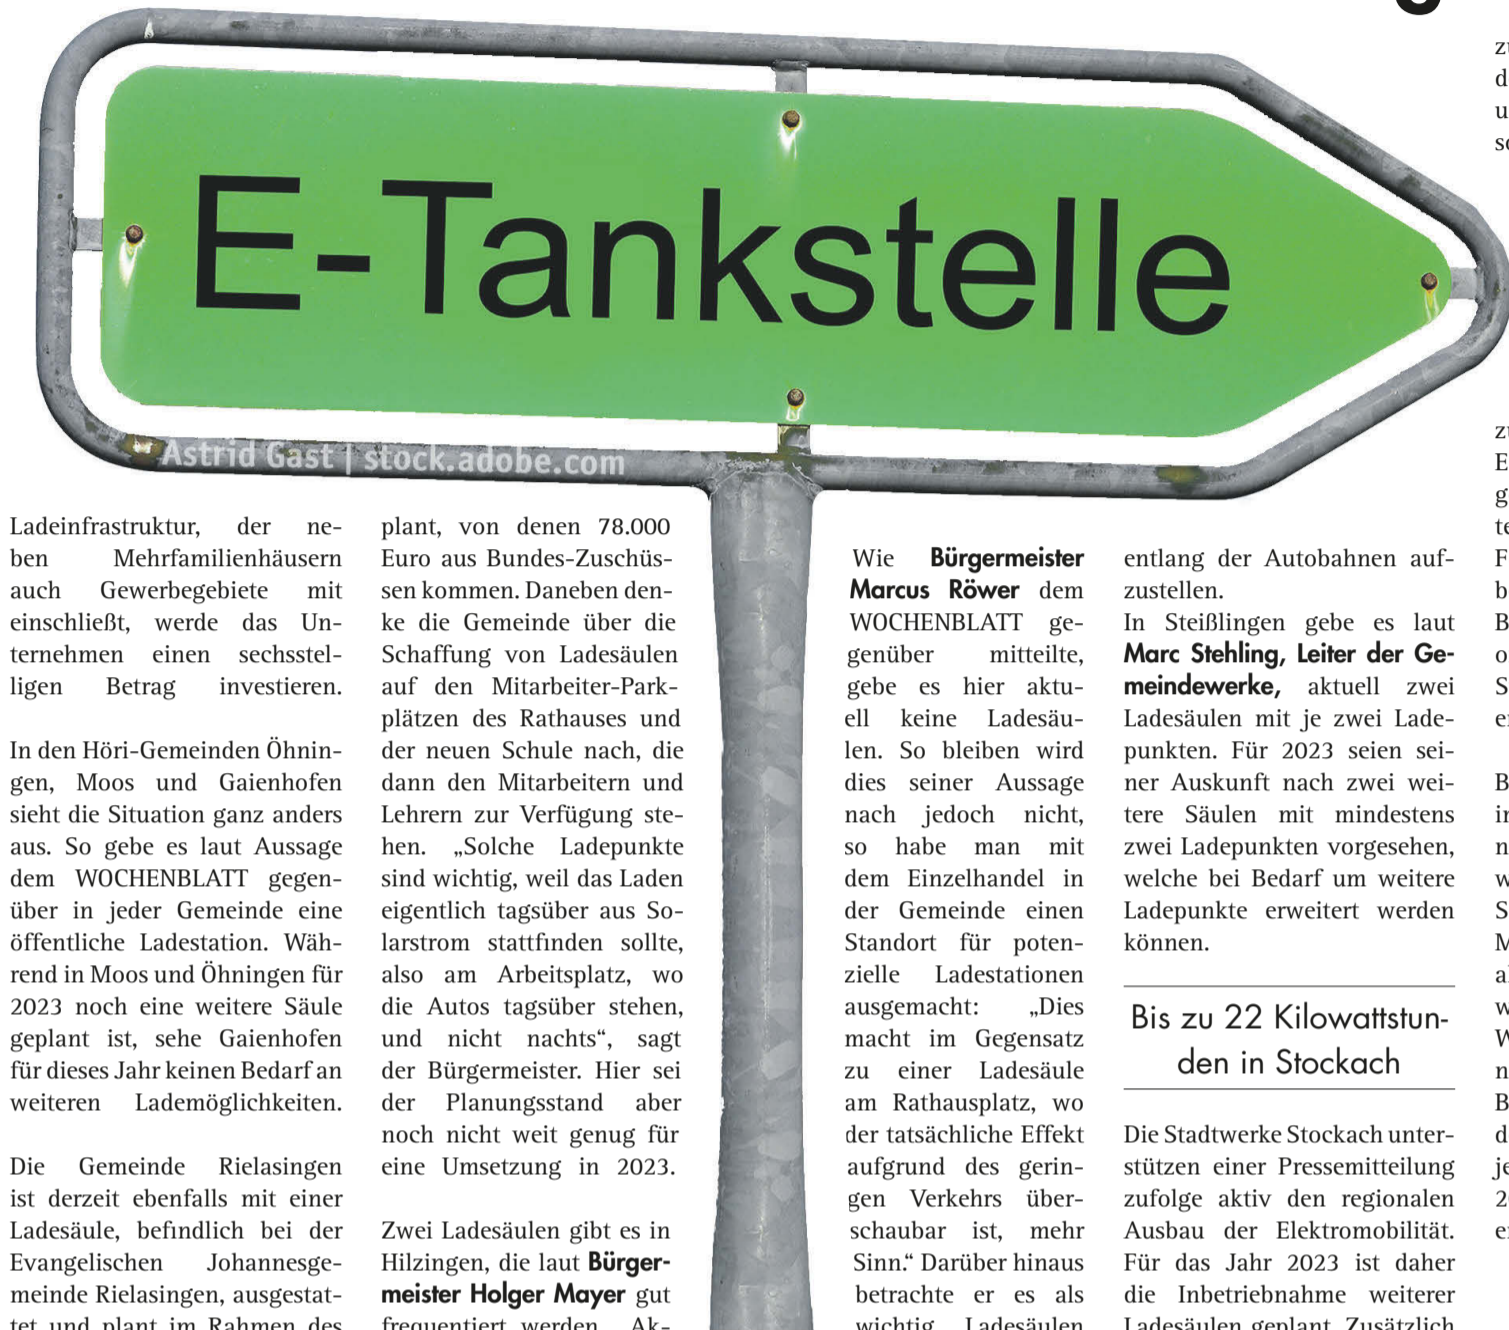 E-Tankstelle
Astrid Gast | stock.adobe.com
Ladeinfrastruktur, der ne-
ben Mehrfamilienhäusern
auch Gewerbegebiete mit
einschließt, werde das Un-
ternehmen einen sechsstel-
ligen Betrag investieren.
In den Höri-Gemeinden Öhnin-
gen, Moos und Gaienhofen
sieht die Situation ganz anders
aus. So gebe es laut Aussage
dem WOCHENBLATT gegen-
über in jeder Gemeinde eine
öffentliche Ladestation. Wäh-
rend in Moos und Öhningen für
2023 noch eine weitere Säule
geplant ist, sehe Gaienhofen
für dieses Jahr keinen Bedarf an
weiteren Lademöglichkeiten.
Die Gemeinde Rielasingen
ist derzeit ebenfalls mit einer
Ladesäule, befindlich bei der
Evangelischen Johannesge-
meinde Rielasingen, ausgestat-
tet und plant im Rahmen des
plant, von denen 78.000
Euro aus Bundes-Zuschüs-
sen kommen. Daneben den-
ke die Gemeinde über die
Schaffung von Ladesäulen
auf den Mitarbeiter-Park-
plätzen des Rathauses und
der neuen Schule nach, die
dann den Mitarbeitern und
Lehrern zur Verfügung ste-
hen. „Solche Ladepunkte
sind wichtig, weil das Laden
eigentlich tagsüber aus So-
larstrom stattfinden sollte,
also am Arbeitsplatz, wo
die Autos tagsüber stehen,
und nicht nachts“, sagt
der Bürgermeister. Hier sei
der Planungsstand aber
noch nicht weit genug für
eine Umsetzung in 2023.
Zwei Ladesäulen gibt es in
Hilzingen, die laut Bürger-
meister Holger Mayer gut
frequentiert werden. Ak-
Wie Bürgermeister
Marcus Röwer dem
WOCHENBLATT ge-
genüber mitteilte,
gebe es hier aktu-
ell keine Ladesäu-
len. So bleiben wird
dies seiner Aussage
nach jedoch nicht,
so habe man mit
dem Einzelhandel in
der Gemeinde einen
Standort für poten-
zielle Ladestationen
ausgemacht: „Dies
macht im Gegensatz
zu einer Ladesäule
am Rathausplatz, wo
der tatsächliche Effekt
aufgrund des gerin-
gen Verkehrs über-
schaubar ist, mehr
Sinn.“ Darüber hinaus
betrachte er es als
wichtig, Ladesäulen
entlang der Autobahnen auf-
zustellen.
In Steißlingen gebe es laut
Marc Stehling, Leiter der Ge-
meindewerke, aktuell zwei
Ladesäulen mit je zwei Lade-
punkten. Für 2023 seien sei-
ner Auskunft nach zwei wei-
tere Säulen mit mindestens
zwei Ladepunkten vorgesehen,
welche bei Bedarf um weitere
Ladepunkte erweitert werden
können.
Bis zu 22 Kilowattstun-
den in Stockach
Die Stadtwerke Stockach unter-
stützen einer Pressemitteilung
zufolge aktiv den regionalen
Ausbau der Elektromobilität.
Für das Jahr 2023 ist daher
die Inbetriebnahme weiterer
Ladesäulen geplant. Zusätzlich